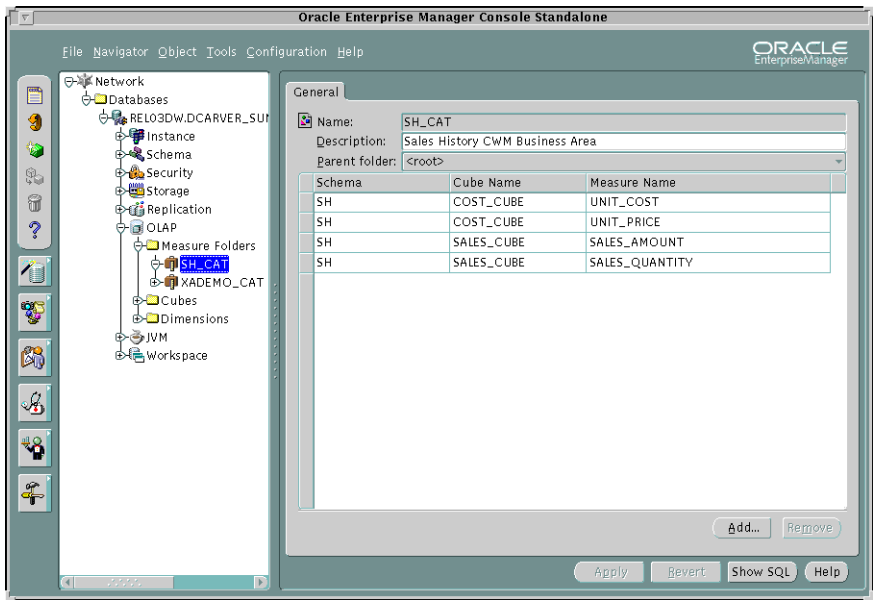 Oracle Enterprise Manager Console Standalone
File Navigator Object Tools Configuration Help
ORACLE
EnterpriseManager
Network
Databases
REL03DW.DCARVER_SUN
Instance
Schema
Security
Storage
Replication
OLAP
Measure Folders
SH_CAT
XADEMO_CAT
Cubes
Dimensions
JVM
Workspace
General
Name: SH_CAT
Description: Sales History CWM Business Area
Parent folder: <root>
Schema Cube Name Measure Name
SH COST_CUBE UNIT_COST
SH COST_CUBE UNIT_PRICE
SH SALES_CUBE SALES_AMOUNT
SH SALES_CUBE SALES_QUANTITY
Add... Remove
Apply Revert Show SQL Help